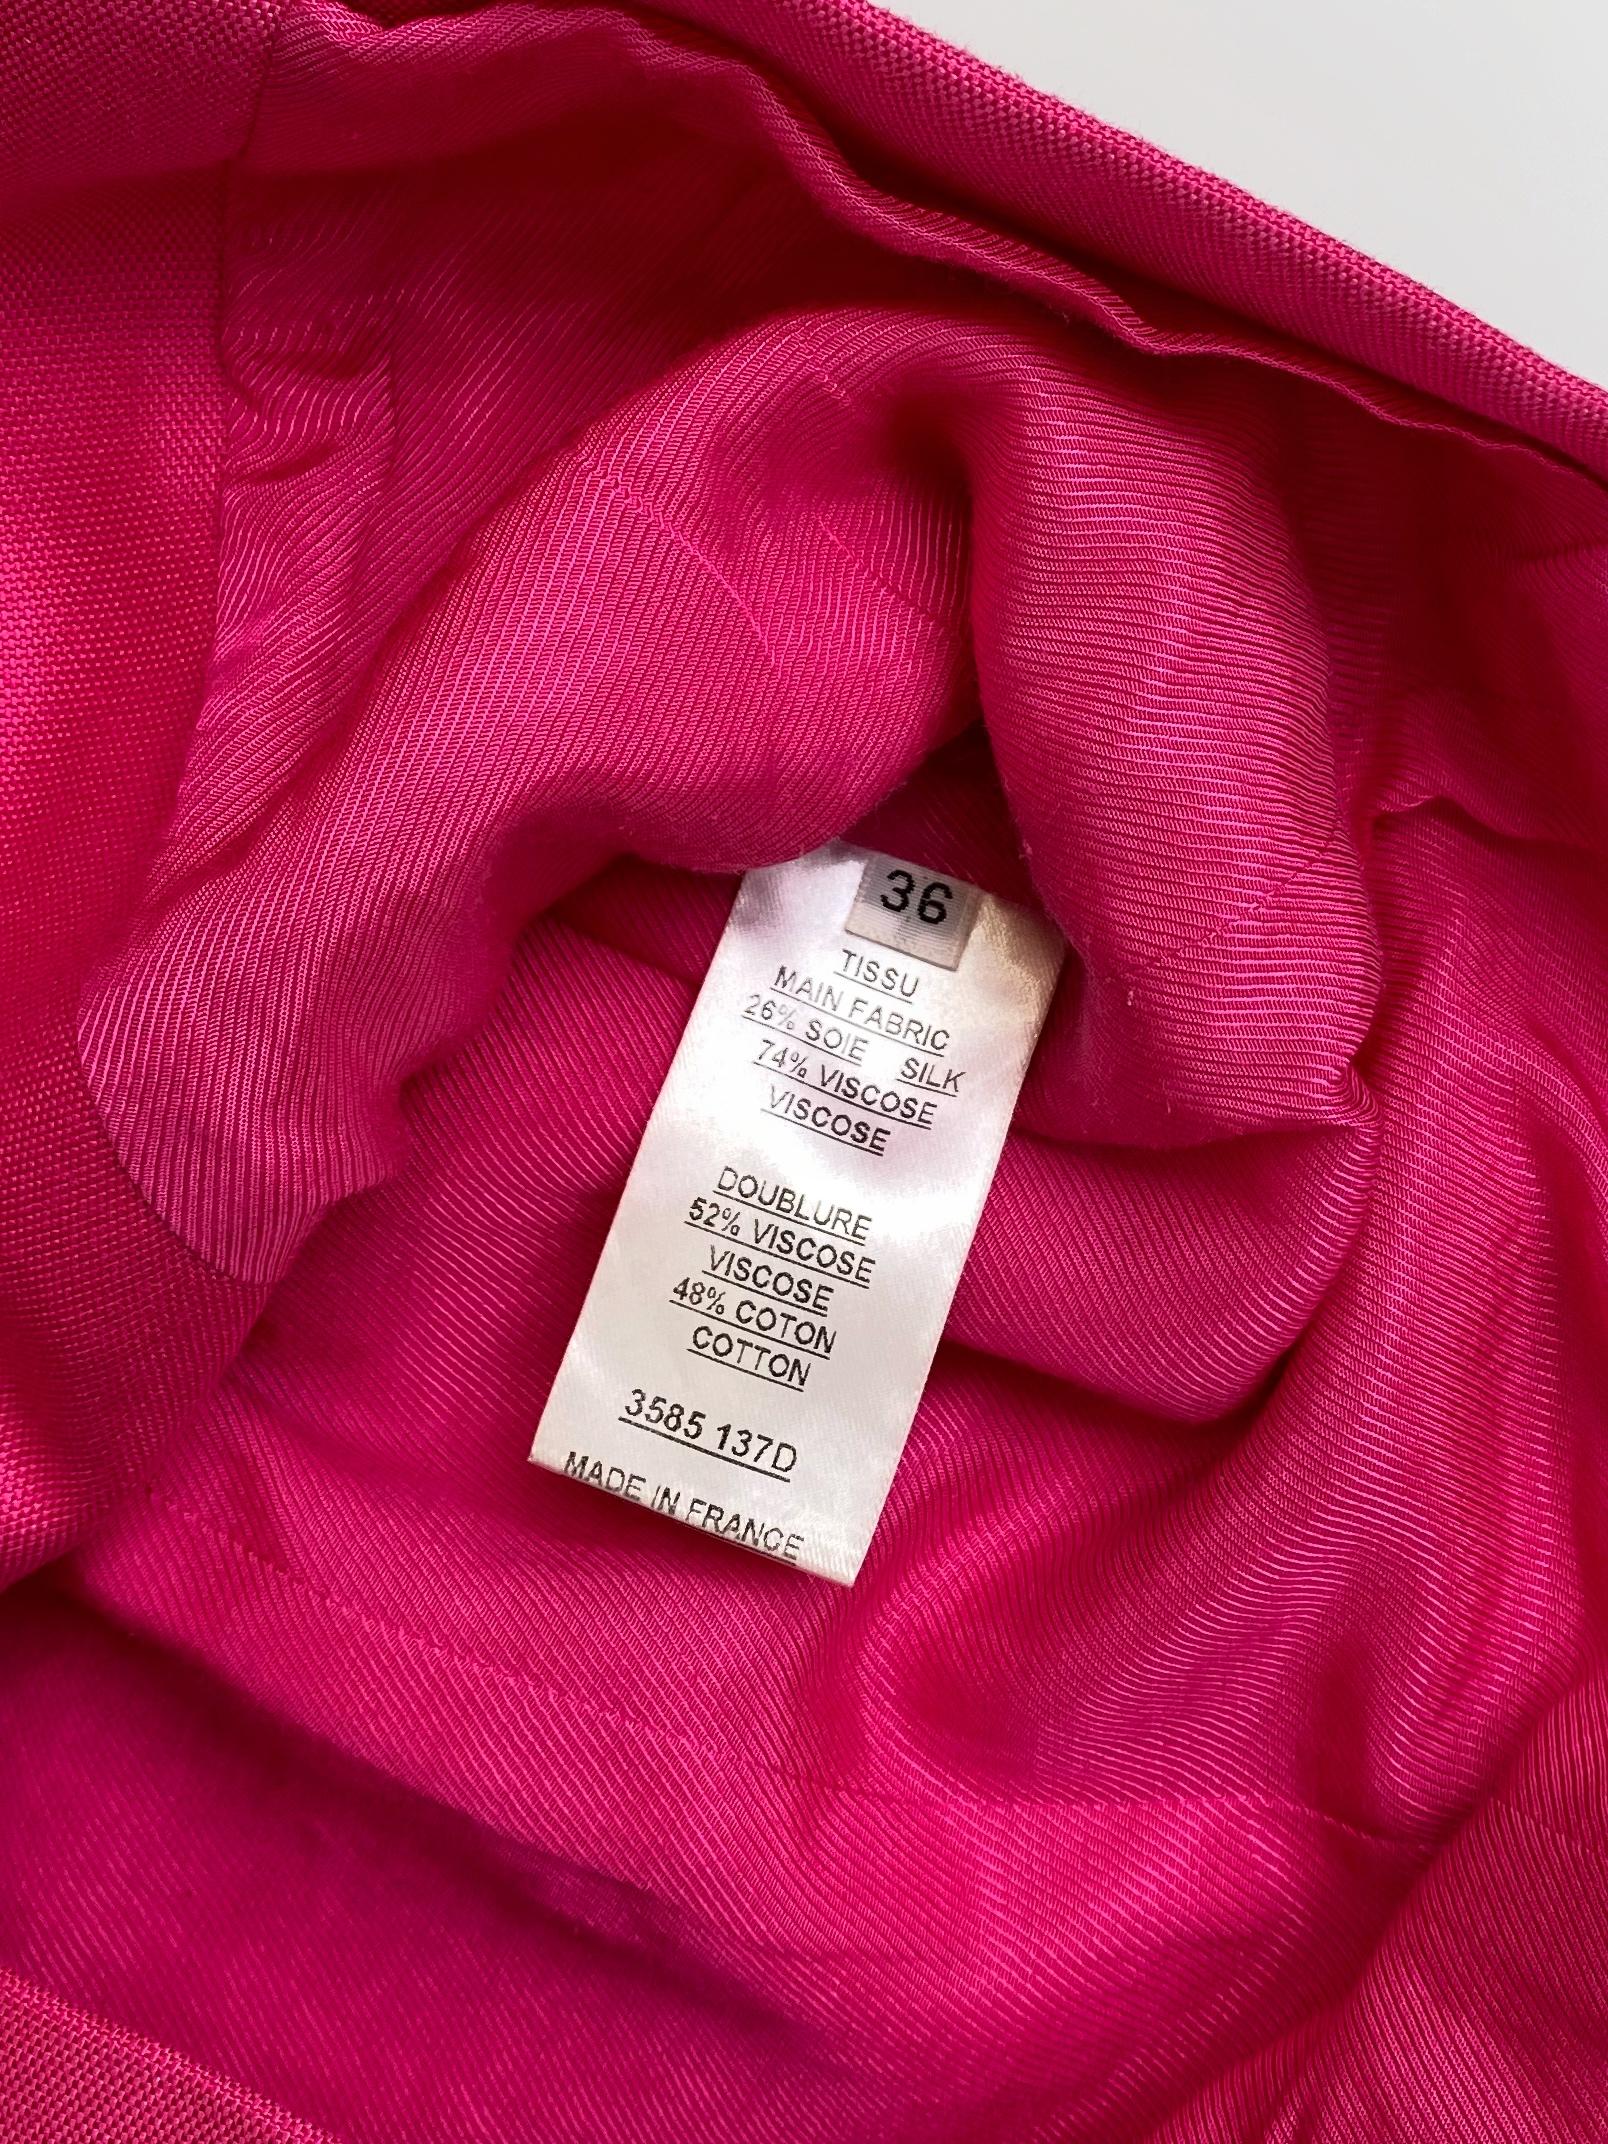 36
TISSU
MAIN FABRIC
26% SOIE SILK
74% VISCOSE
VISCOSE
DOUBLURE
52% VISCOSE
VISCOSE
48% COTON
COTTON
3585 137D
MADE IN FRANCE